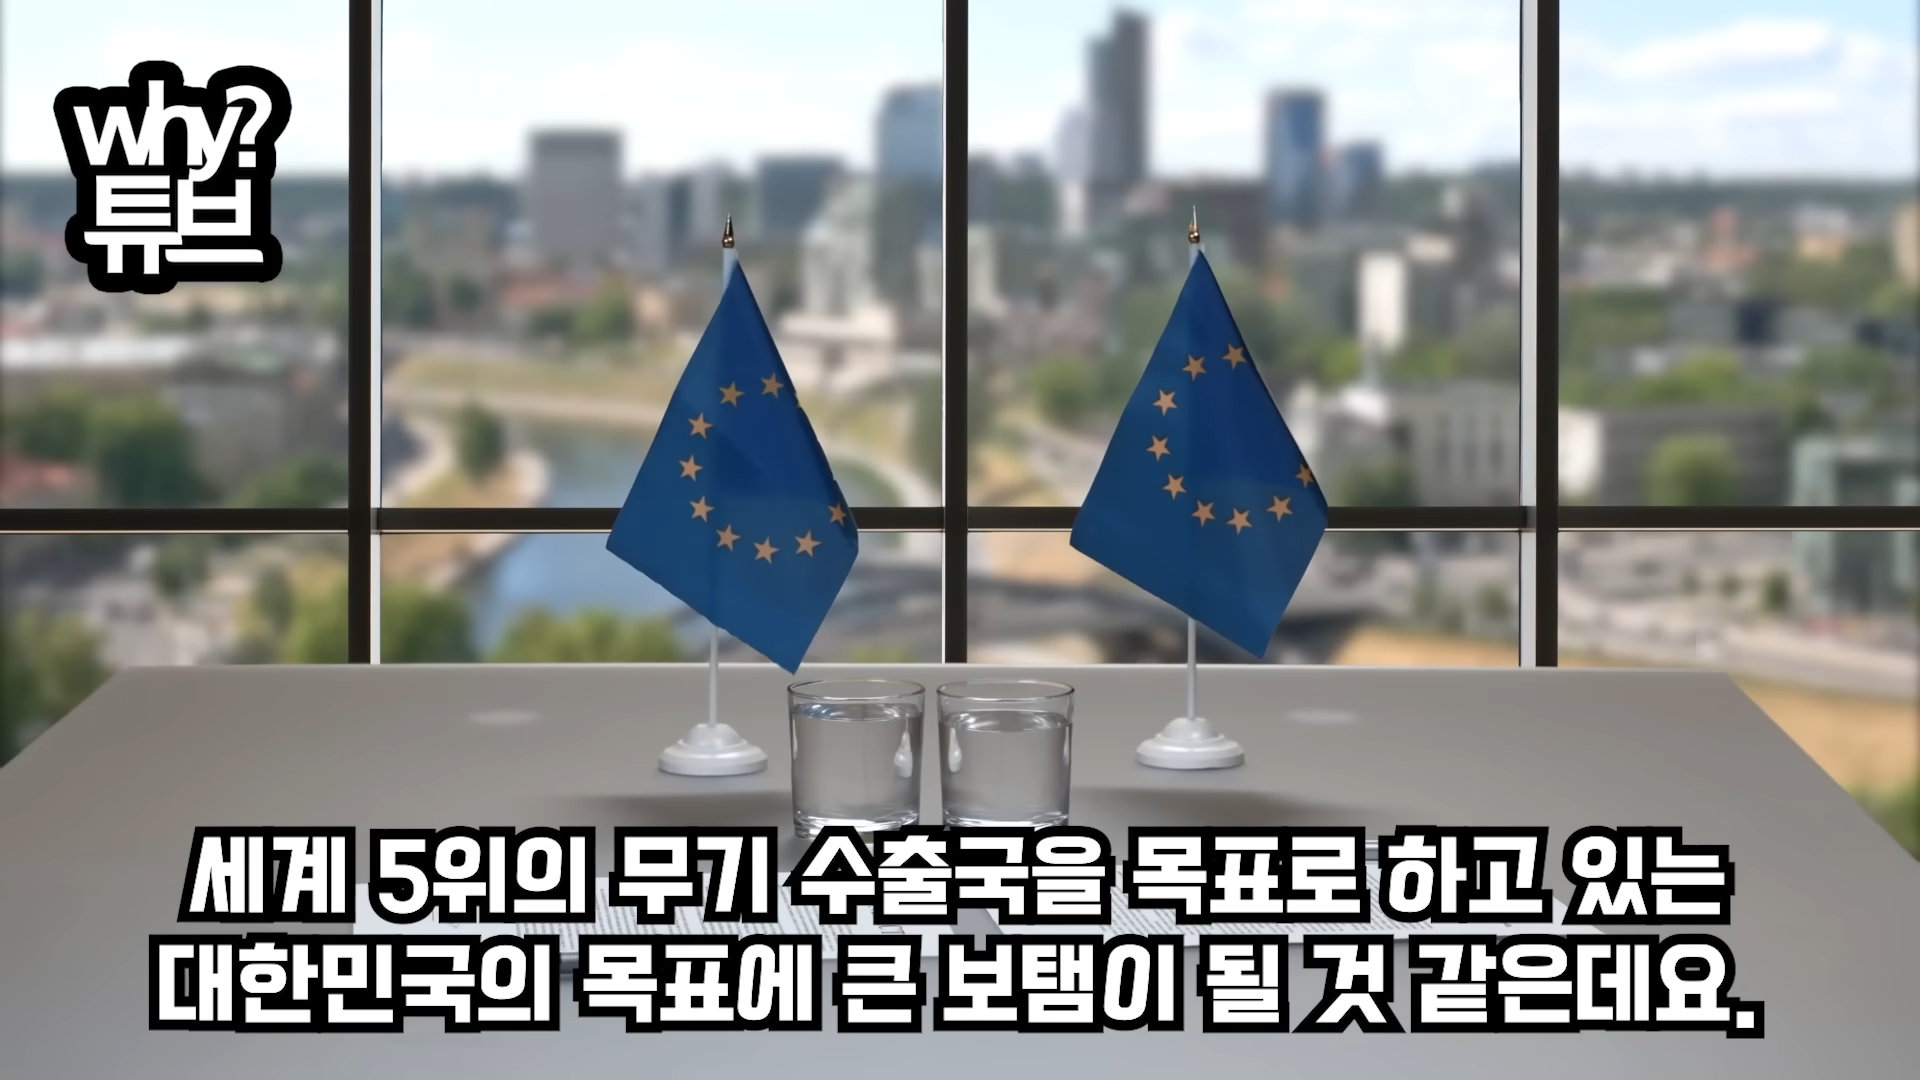 why?
튜브
세계 5위의 무기 수출국을 목표로 하고 있는
대한민국의 목표에 큰 보탬이 될 것 같은데요.